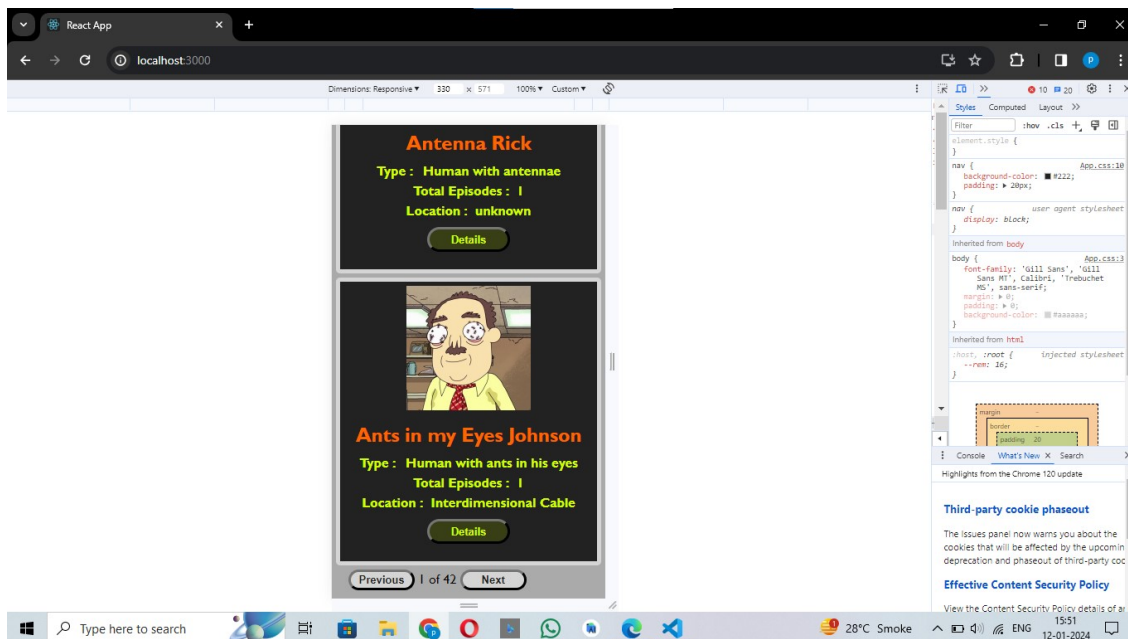 React App
localhost:3000
Dimensions: Responsive 330 x 571 100% Custom
Antenna Rick
Type : Human with antennae
Total Episodes : 1
Location : unknown
Details
Ants in my Eyes Johnson
Type : Human with ants in his eyes
Total Episodes : 1
Location : Interdimensional Cable
Details
Previous 1 of 42 Next
10 20
Styles Computed Layout
Filter :hov .cls
element.style {
}
nav { App.css:10
background-color: #222;
padding: 20px;
}
nav { user agent stylesheet
display: block;
}
Inherited from body
body { App.css:3
font-family: 'Gill Sans', 'Gill
Sans MT', Calibri, 'Trebuchet
MS', sans-serif;
margin: 0;
padding: 0;
background-color: #aaaaaa;
}
Inherited from html
:host, :root { injected stylesheet
--rem: 16;
}
margin -
border -
padding 20
Console What's New Search
Highlights from the Chrome 120 update
Third-party cookie phaseout
The Issues panel now warns you about the
cookies that will be affected by the upcomin
deprecation and phaseout of third-party coo
Effective Content Security Policy
View the Content Security Policy details of a
Type here to search
28°C Smoke
ENG
15:51
12-01-2024